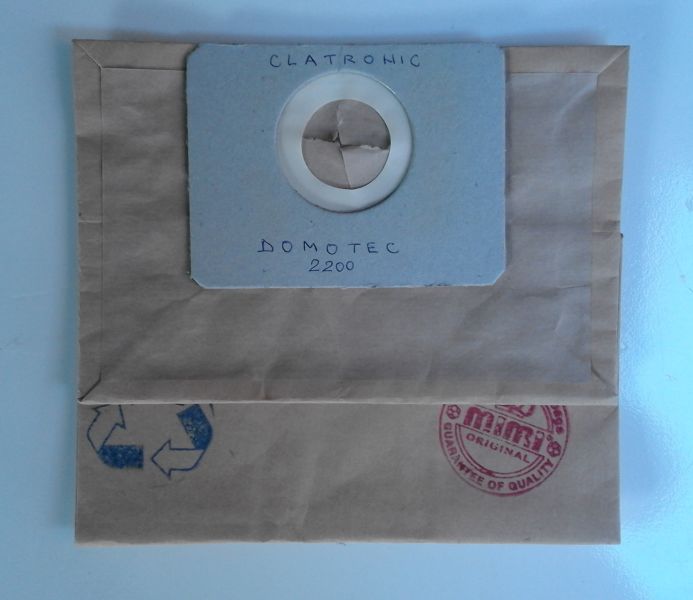 CLATRONIC
DOMOTEC
2200
mimi
ORIGINAL
GUARANTEE OF QUALITY